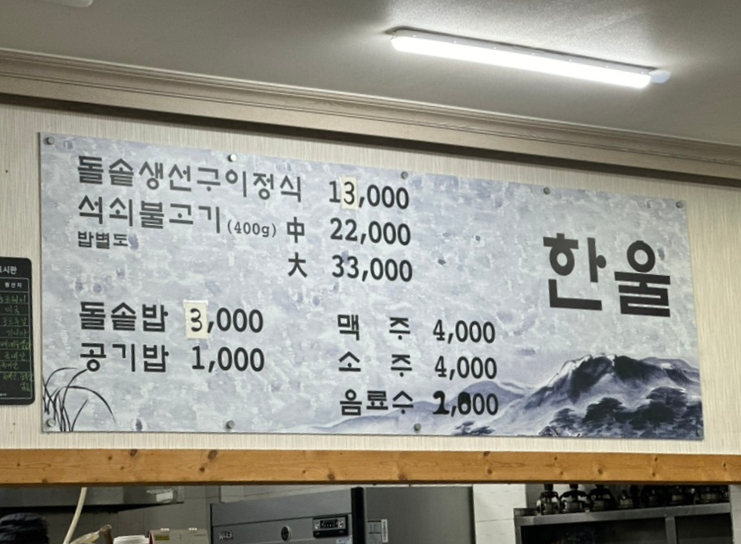 돌솥생선구이정식 13,000
석쇠불고기(400g) 中 22,000
밥별도
大 33,000
돌솥밥 3,000
공기밥 1,000
맥 주 4,000
소 주 4,000
음료수
한울